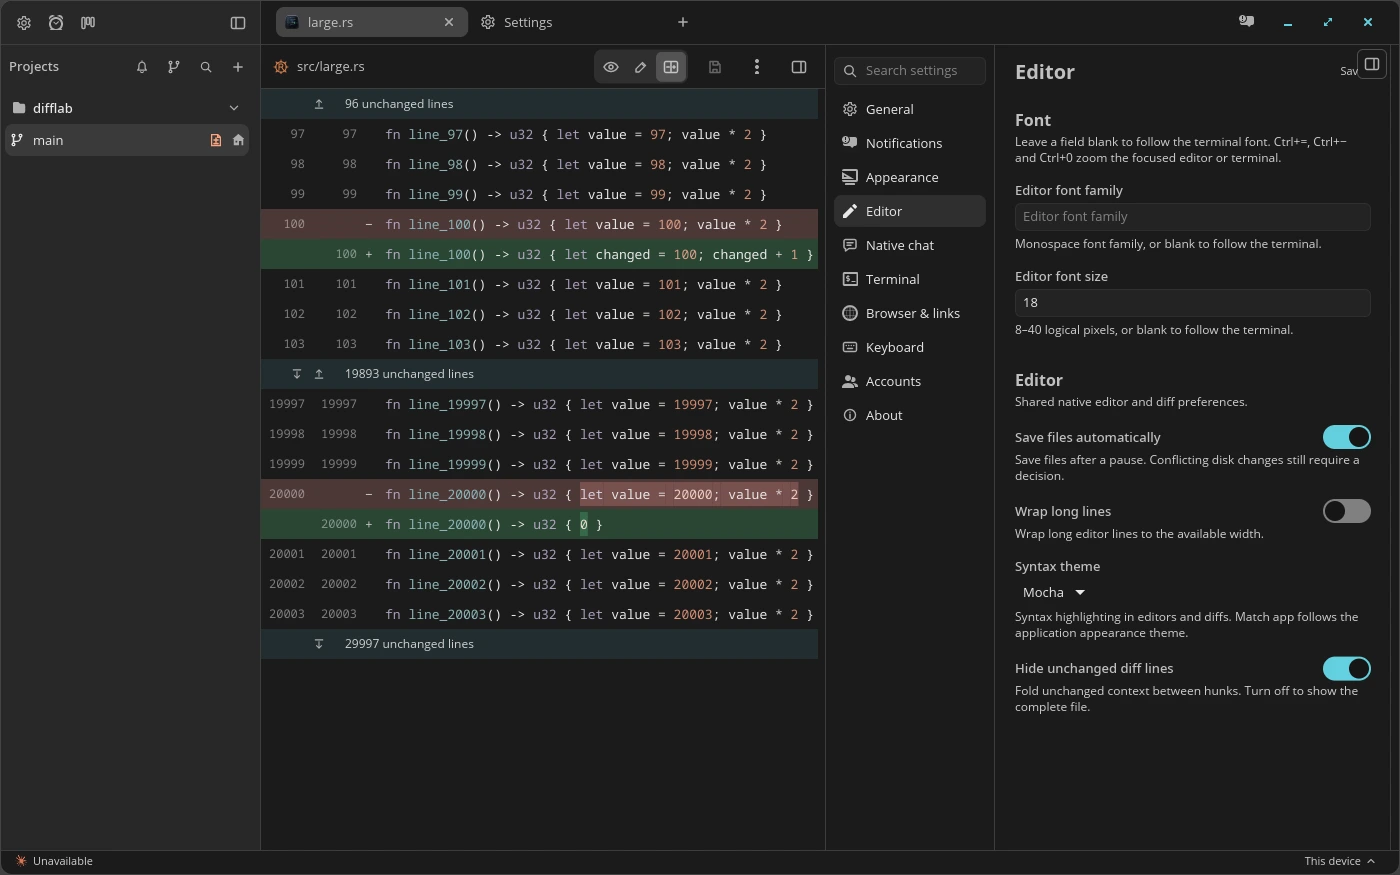 large.rs
Settings
Projects
difflab
main
src/large.rs
96 unchanged lines
97 97 fn line_97() -> u32 { let value = 97; value * 2 }
98 98 fn line_98() -> u32 { let value = 98; value * 2 }
99 99 fn line_99() -> u32 { let value = 99; value * 2 }
100 − fn line_100() -> u32 { let value = 100; value * 2 }
100 + fn line_100() -> u32 { let changed = 100; changed + 1 }
101 101 fn line_101() -> u32 { let value = 101; value * 2 }
102 102 fn line_102() -> u32 { let value = 102; value * 2 }
103 103 fn line_103() -> u32 { let value = 103; value * 2 }
19893 unchanged lines
19997 19997 fn line_19997() -> u32 { let value = 19997; value * 2 }
19998 19998 fn line_19998() -> u32 { let value = 19998; value * 2 }
19999 19999 fn line_19999() -> u32 { let value = 19999; value * 2 }
20000 − fn line_20000() -> u32 { let value = 20000; value * 2 }
20000 + fn line_20000() -> u32 { 0 }
20001 20001 fn line_20001() -> u32 { let value = 20001; value * 2 }
20002 20002 fn line_20002() -> u32 { let value = 20002; value * 2 }
20003 20003 fn line_20003() -> u32 { let value = 20003; value * 2 }
29997 unchanged lines
Search settings
General
Notifications
Appearance
Editor
Native chat
Terminal
Browser & links
Keyboard
Accounts
About
Editor
Sav
Font
Leave a field blank to follow the terminal font. Ctrl+=, Ctrl+−
and Ctrl+0 zoom the focused editor or terminal.
Editor font family
Editor font family
Monospace font family, or blank to follow the terminal.
Editor font size
18
8–40 logical pixels, or blank to follow the terminal.
Editor
Shared native editor and diff preferences.
Save files automatically
Save files after a pause. Conflicting disk changes still require a
decision.
Wrap long lines
Wrap long editor lines to the available width.
Syntax theme
Mocha
Syntax highlighting in editors and diffs. Match app follows the
application appearance theme.
Hide unchanged diff lines
Fold unchanged context between hunks. Turn off to show the
complete file.
Unavailable
This device